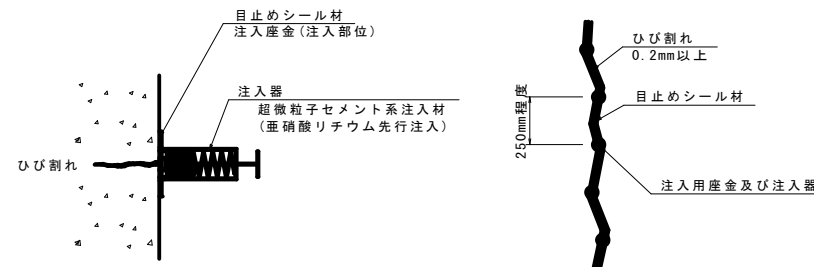 目止めシール材
注入座金(注入部位)
注入器
超微粒子セメント系注入材
(亜硝酸リチウム先行注入)
ひび割れ
ひび割れ
0.2mm以上
目止めシール材
250mm程度
注入用座金及び注入器